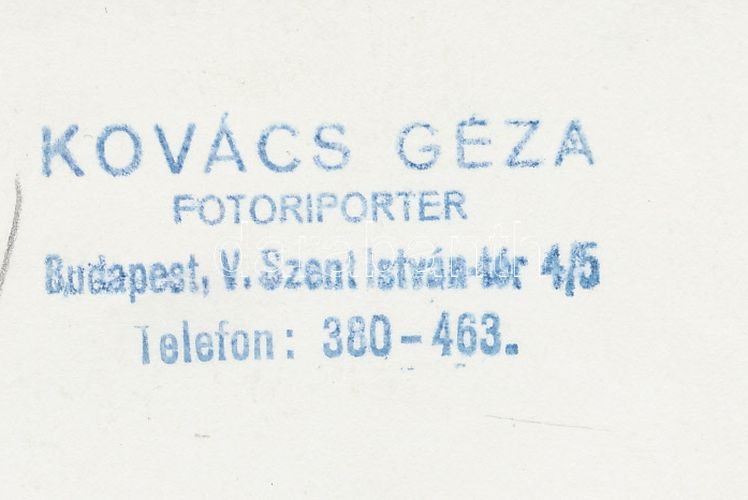 KOVÁCS GÉZA
FOTORIPORTER
Budapest, V. Szent István-tér 4/5
Telefon: 380-463.